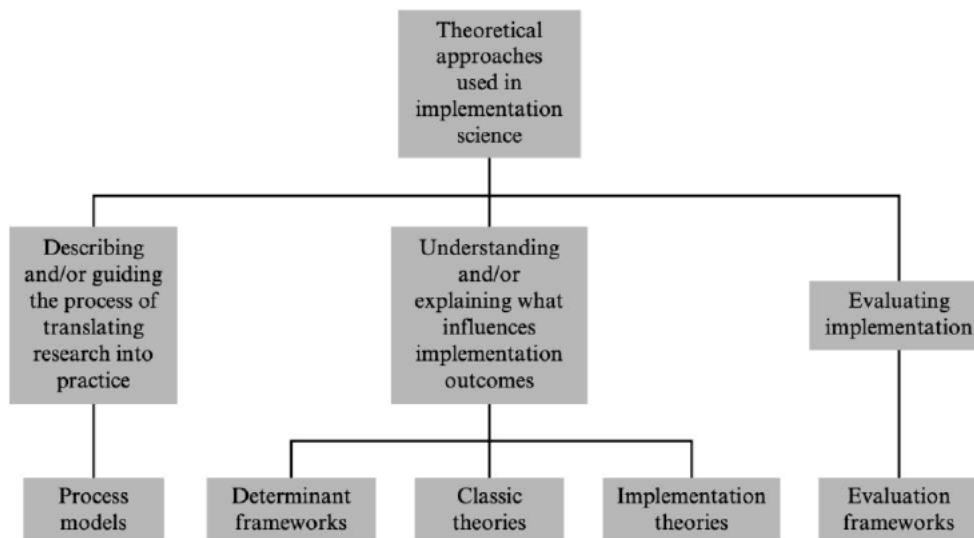 Theoretical
approaches
used in
implementation
science
Describing
and/or guiding
the process of
translating
research into
practice
Understanding
and/or
explaining what
influences
implementation
outcomes
Evaluating
implementation
Process
models
Determinant
frameworks
Classic
theories
Implementation
theories
Evaluation
frameworks